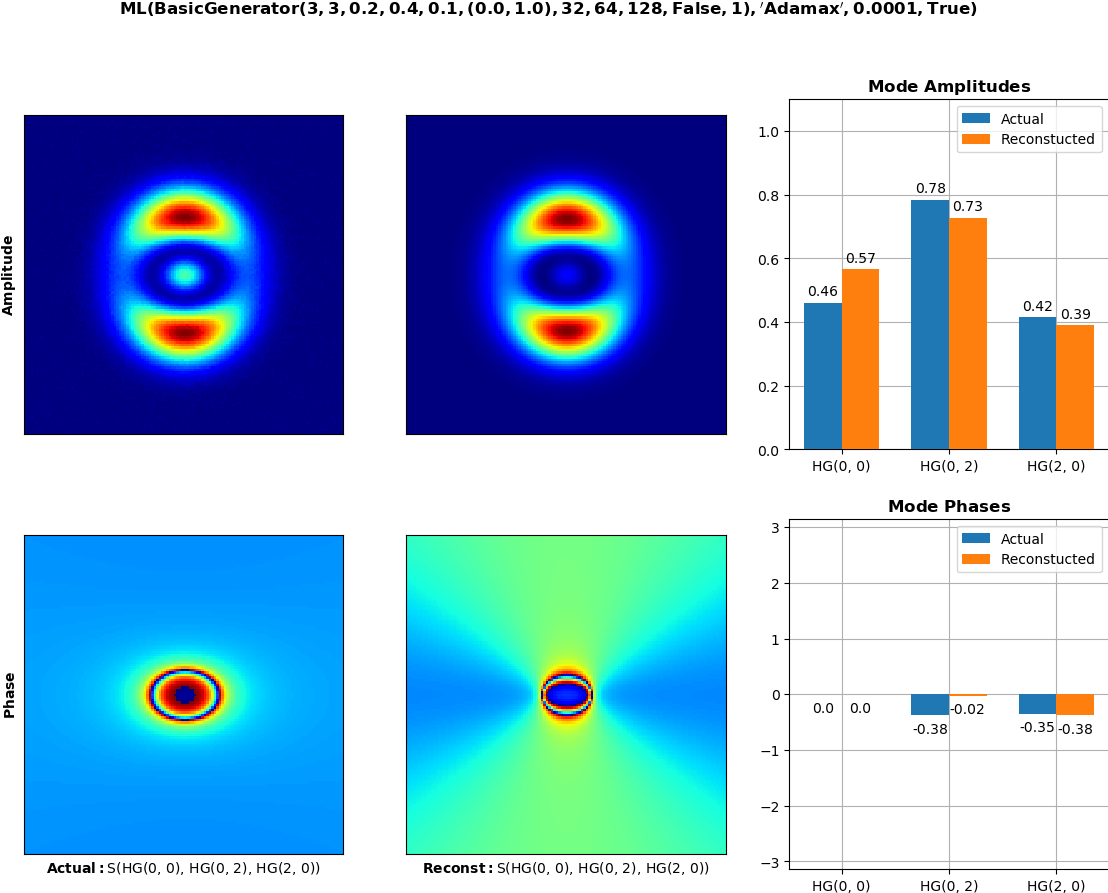 ML(BasicGenerator(3, 3, 0.2, 0.4, 0.1, (0.0, 1.0), 32, 64, 128, False, 1), ′Adamax′, 0.0001, True)
Amplitude
Mode Amplitudes
Actual
Reconstucted
1.0
0.8
0.6
0.4
0.2
0.0
0.46
0.57
0.78
0.73
0.42
0.39
HG(0, 0)
HG(0, 2)
HG(2, 0)
Phase
Actual: S(HG(0, 0), HG(0, 2), HG(2, 0))
Reconst: S(HG(0, 0), HG(0, 2), HG(2, 0))
Mode Phases
Actual
Reconstucted
3
2
1
0
−1
−2
−3
0.0
0.0
-0.38
-0.02
-0.35
-0.38
HG(0, 0)
HG(0, 2)
HG(2, 0)